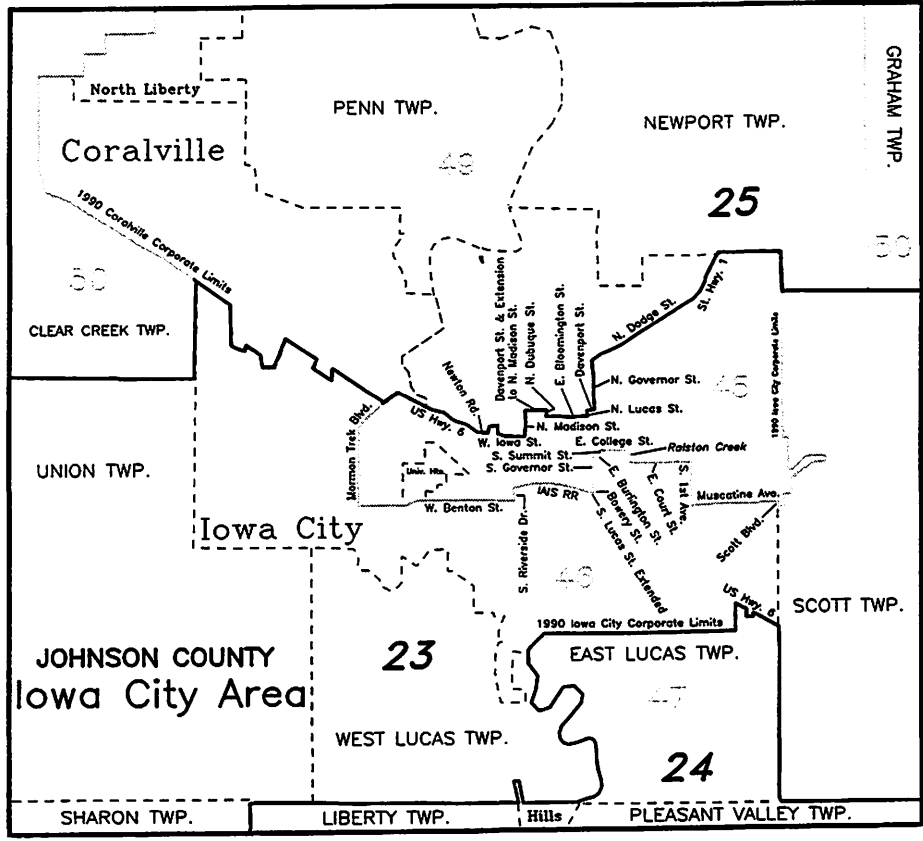 GRAHAM TWP.
North Liberty
PENN TWP.
NEWPORT TWP.
Coralville
49
25
1990 Coralville Corporate Limits
50
50
CLEAR CREEK TWP.
Davenport St. & Extension
to N. Madison St.
N. Dubuque St.
E. Bloomington St.
Davenport St.
N. Dodge St.
St. Hwy. 1
1990 Iowa City Corporate Limits
45
N. Governor St.
N. Lucas St.
Newton Rd.
US Hwy. 6
Mormon Trek Blvd.
N. Madison St.
W. Iowa St.
E. College St.
S. Summit St.
Ralston Creek
S. Governor St.
UNION TWP.
Univ. Hts.
IAIS RR
W. Benton St.
S. Riverside Dr.
E. Burlington St.
Bowery St.
S. Lucas St. Extended
E. Court St.
S. 1st Ave.
Muscatine Ave.
Scott Blvd.
Iowa City
46
US Hwy. 6
SCOTT TWP.
1990 Iowa City Corporate Limits
JOHNSON COUNTY
Iowa City Area
23
EAST LUCAS TWP.
47
WEST LUCAS TWP.
24
SHARON TWP.
LIBERTY TWP.
Hills
PLEASANT VALLEY TWP.